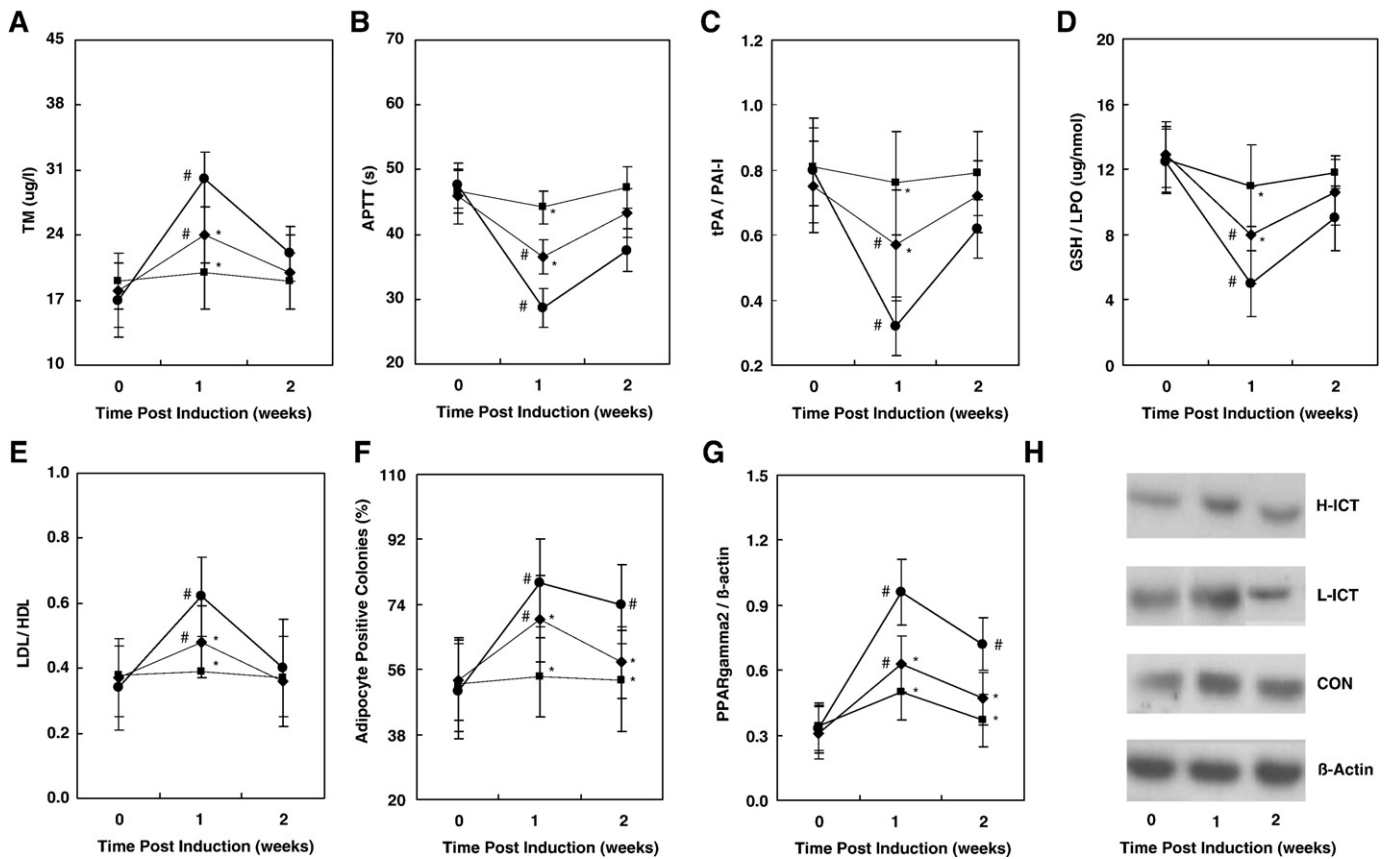 A
TM (ug/l)
45
38
31
24
17
10
#
#
*
*
0 1 2
Time Post Induction (weeks)
B
APTT (s)
70
60
50
40
30
20
*
#
*
#
0 1 2
Time Post Induction (weeks)
C
tPA / PAI-I
1.2
1.0
0.8
0.6
0.4
0.2
*
#
*
#
0 1 2
Time Post Induction (weeks)
D
GSH / LPO (ug/nmol)
20
16
12
8
4
0
*
#
*
#
0 1 2
Time Post Induction (weeks)
E
LDL/ HDL
1.0
0.8
0.6
0.4
0.2
0.0
#
#
*
*
0 1 2
Time Post Induction (weeks)
F
Adipocyte Positive Colonies (%)
110
92
74
56
38
20
#
#
#
*
*
*
*
0 1 2
Time Post Induction (weeks)
G
PPARgamma2 / ß-actin
1.5
1.2
0.9
0.6
0.3
0.0
#
#
#
*
*
*
*
0 1 2
Time Post Induction (weeks)
H
H-ICT
L-ICT
CON
ß-Actin
0 1 2
Time Post Induction (weeks)